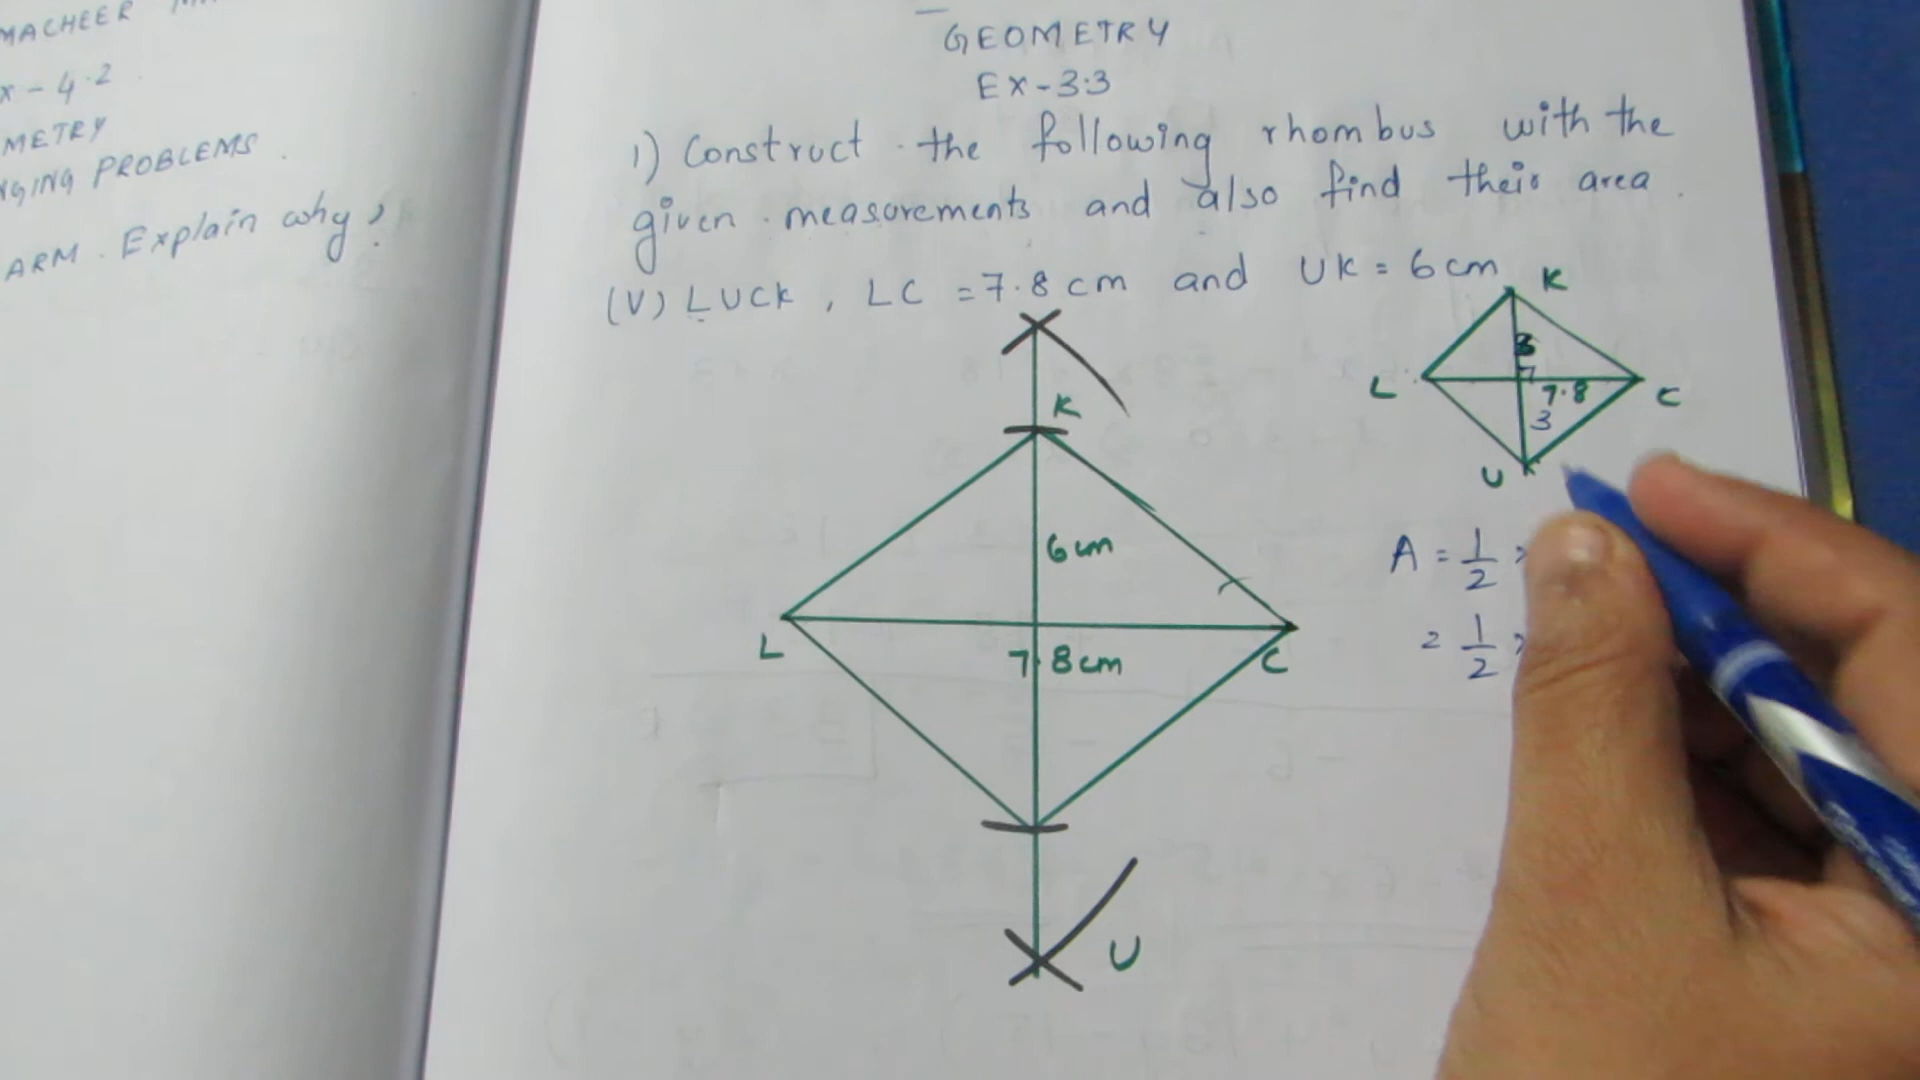 MACHEER
x - 4.2
METRY
GING PROBLEMS.
ARM. Explain why?
GEOMETRY
EX-3.3
1) Construct the following rhombus with the
given measurements and also find their area.
(V) LUCK, LC = 7.8 cm and UK = 6 cm
K
L
3
7.8
C
3
U
K
6 cm
L
7.8 cm
C
U
A = 1/2 ×
= 1/2 ×